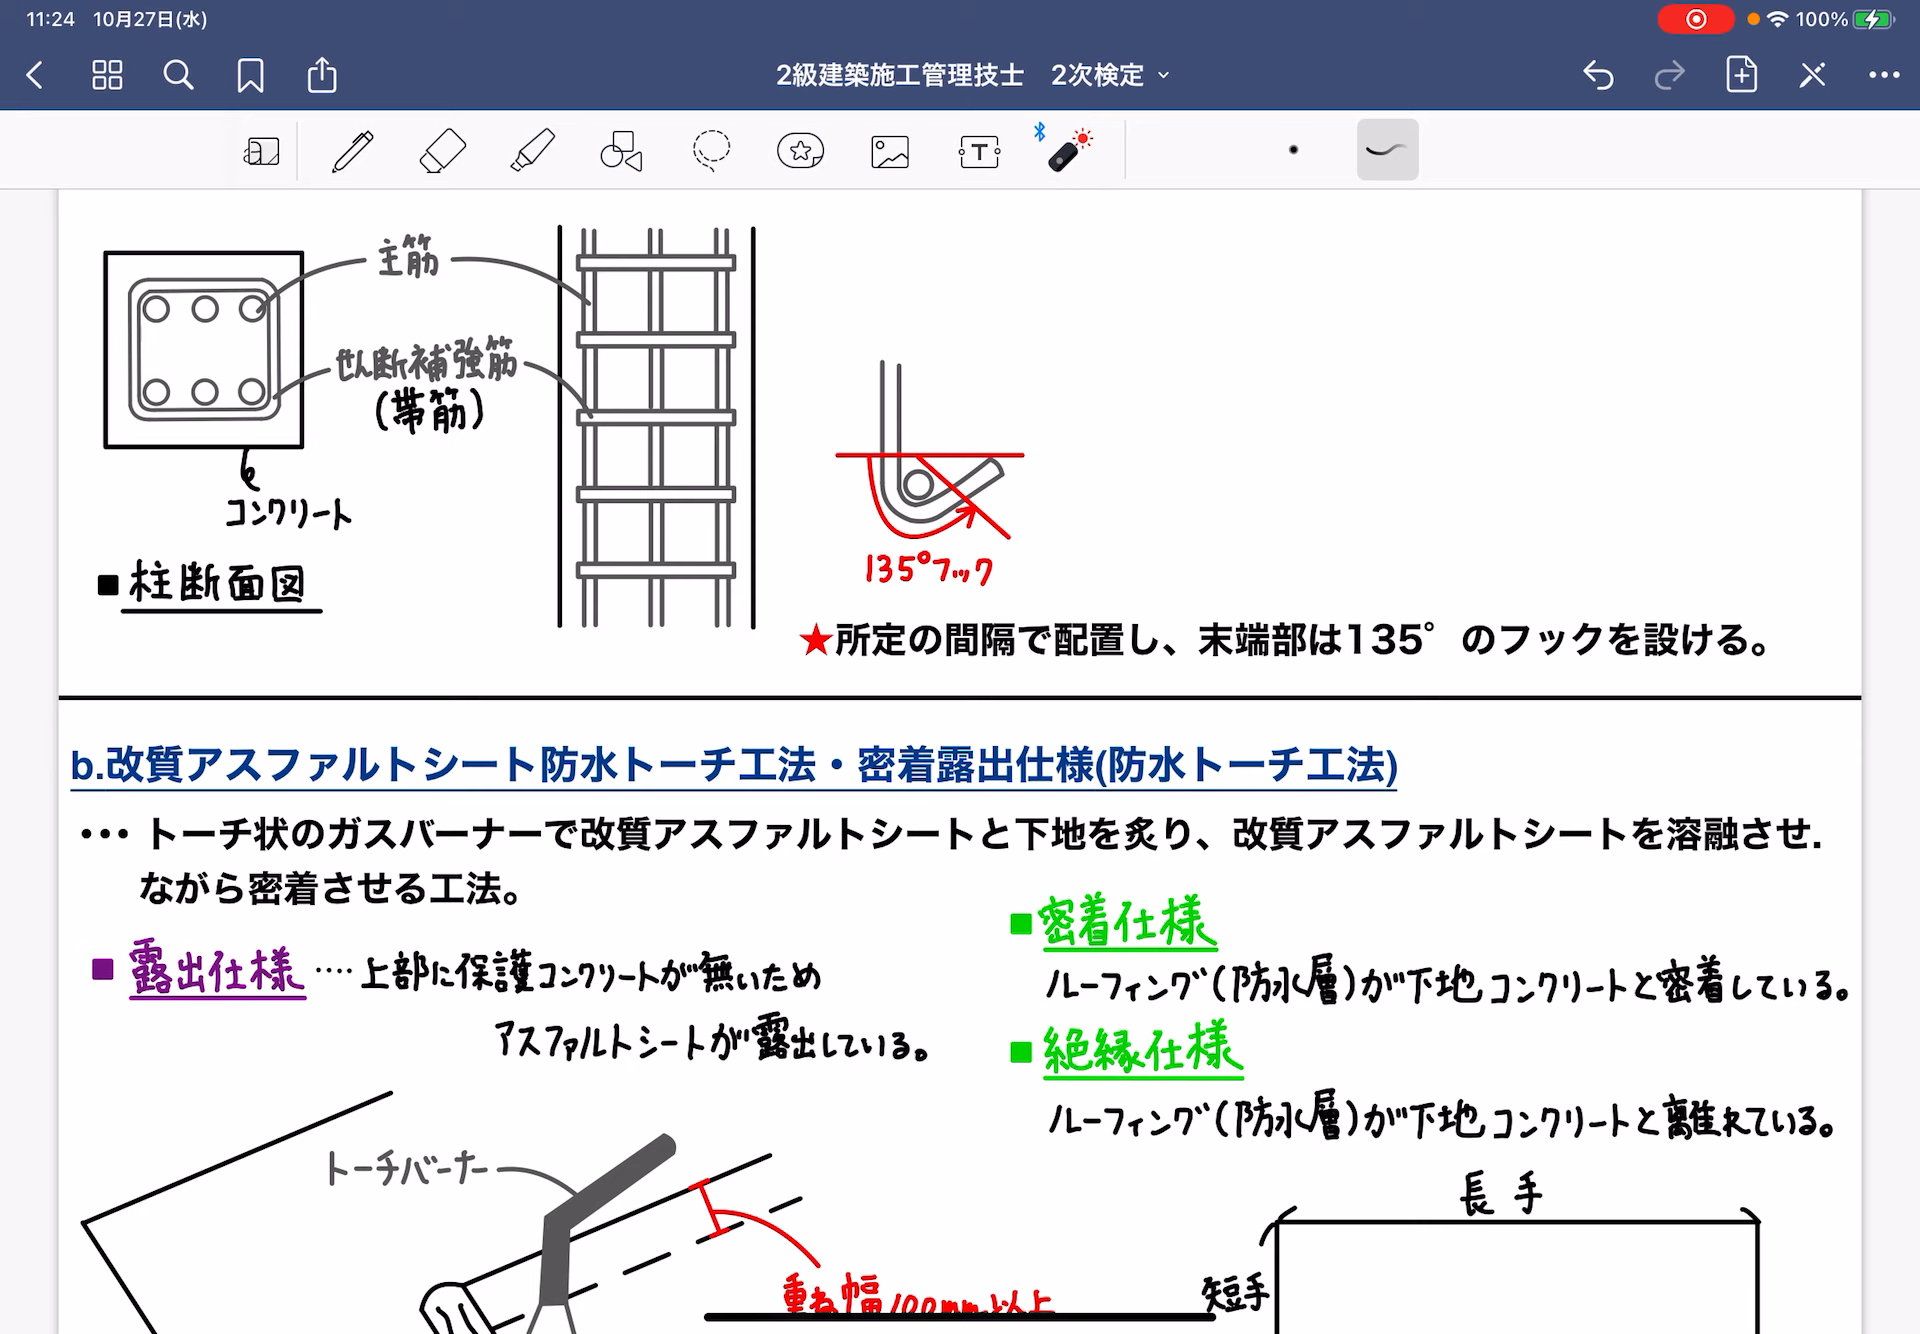 11:24 10月27日(水)
100%
2級建築施工管理技士 2次検定
主筋
せん断補強筋
(帯筋)
コンクリート
■柱断面図
135°フック
★所定の間隔で配置し、末端部は135°のフックを設ける。
b.改質アスファルトシート防水トーチ工法・密着露出仕様(防水トーチ工法)
･･･ トーチ状のガスバーナーで改質アスファルトシートと下地を炙り、改質アスファルトシートを溶融させ.
ながら密着させる工法。
■露出仕様 ････上部に保護コンクリートが無いため
アスファルトシートが露出している。
■密着仕様
ルーフィング(防水層)が下地コンクリートと密着している。
■絶縁仕様
ルーフィング(防水層)が下地コンクリートと離れている。
トーチバーナー
重ね幅100mm以上
長手
短手